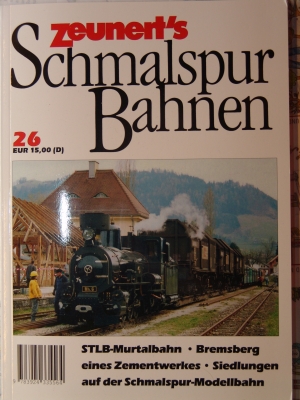 Zeunert's
Schmalspur
Bahnen
26
EUR 15,00 (D)
STLB-Murtalbahn • Bremsberg
eines Zementwerkes • Siedlungen
auf der Schmalspur-Modellbahn